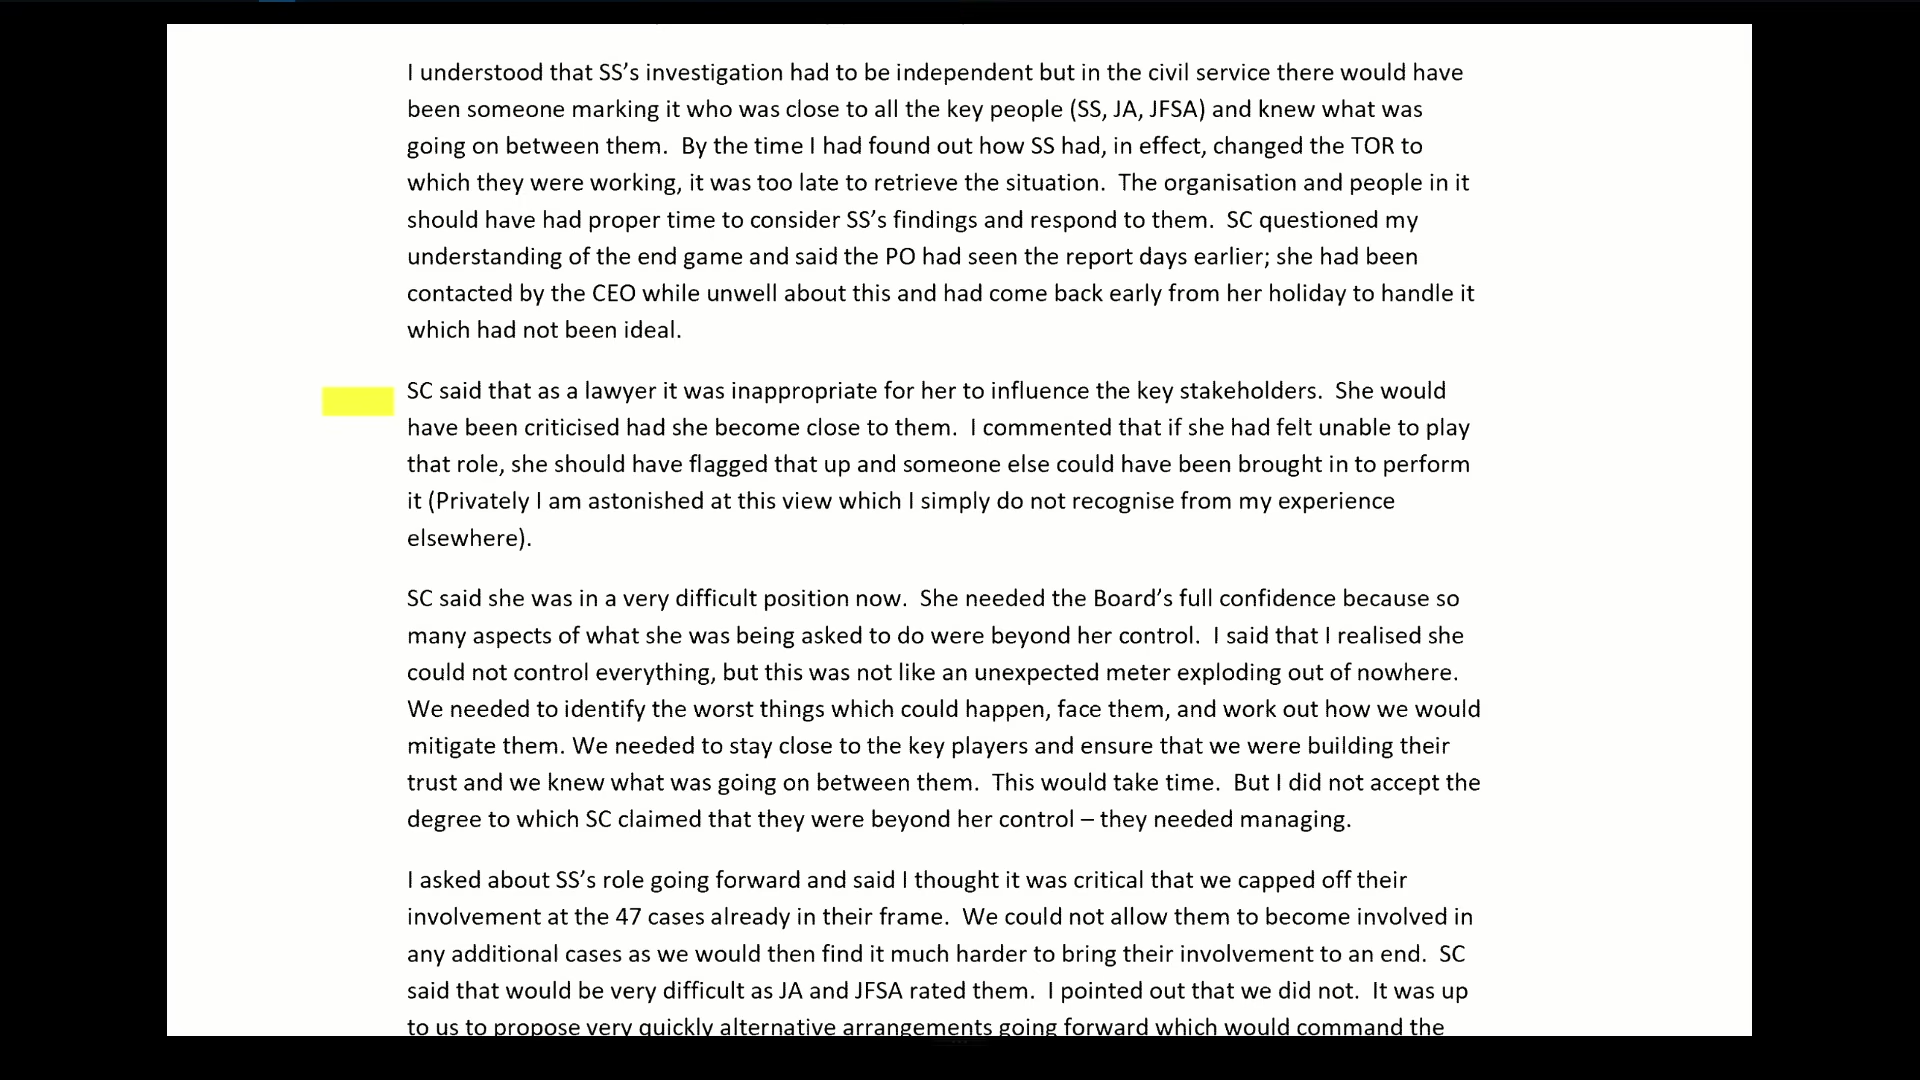 I understood that SS’s investigation had to be independent but in the civil service there would have
been someone marking it who was close to all the key people (SS, JA, JFSA) and knew what was
going on between them.  By the time I had found out how SS had, in effect, changed the TOR to
which they were working, it was too late to retrieve the situation.  The organisation and people in it
should have had proper time to consider SS’s findings and respond to them.  SC questioned my
understanding of the end game and said the PO had seen the report days earlier; she had been
contacted by the CEO while unwell about this and had come back early from her holiday to handle it
which had not been ideal.
SC said that as a lawyer it was inappropriate for her to influence the key stakeholders.  She would
have been criticised had she become close to them.  I commented that if she had felt unable to play
that role, she should have flagged that up and someone else could have been brought in to perform
it (Privately I am astonished at this view which I simply do not recognise from my experience
elsewhere).
SC said she was in a very difficult position now.  She needed the Board’s full confidence because so
many aspects of what she was being asked to do were beyond her control.  I said that I realised she
could not control everything, but this was not like an unexpected meter exploding out of nowhere.
We needed to identify the worst things which could happen, face them, and work out how we would
mitigate them. We needed to stay close to the key players and ensure that we were building their
trust and we knew what was going on between them.  This would take time.  But I did not accept the
degree to which SC claimed that they were beyond her control – they needed managing.
I asked about SS’s role going forward and said I thought it was critical that we capped off their
involvement at the 47 cases already in their frame.  We could not allow them to become involved in
any additional cases as we would then find it much harder to bring their involvement to an end.  SC
said that would be very difficult as JA and JFSA rated them.  I pointed out that we did not.  It was up
to us to propose very quickly alternative arrangements going forward which would command the